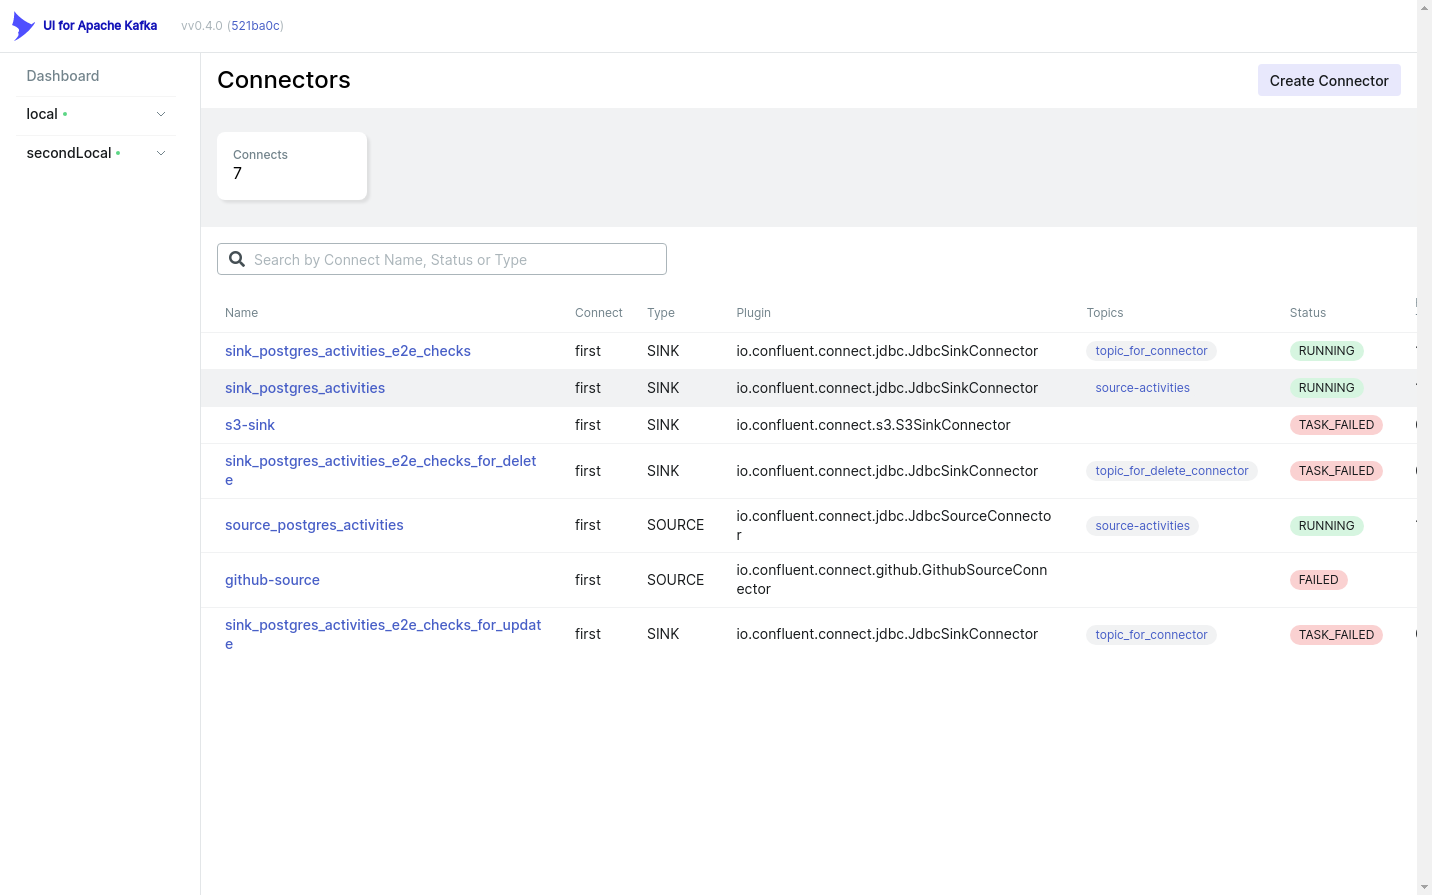 UI for Apache Kafka vv0.4.0 (521ba0c)
Dashboard
local
secondLocal
Connectors
Create Connector
Connects
7
Search by Connect Name, Status or Type
Name Connect Type Plugin Topics Status
sink_postgres_activities_e2e_checks first SINK io.confluent.connect.jdbc.JdbcSinkConnector topic_for_connector RUNNING
sink_postgres_activities first SINK io.confluent.connect.jdbc.JdbcSinkConnector source-activities RUNNING
s3-sink first SINK io.confluent.connect.s3.S3SinkConnector TASK_FAILED
sink_postgres_activities_e2e_checks_for_delet
e first SINK io.confluent.connect.jdbc.JdbcSinkConnector topic_for_delete_connector TASK_FAILED
source_postgres_activities first SOURCE io.confluent.connect.jdbc.JdbcSourceConnecto
r source-activities RUNNING
github-source first SOURCE io.confluent.connect.github.GithubSourceConn
ector FAILED
sink_postgres_activities_e2e_checks_for_updat
e first SINK io.confluent.connect.jdbc.JdbcSinkConnector topic_for_connector TASK_FAILED